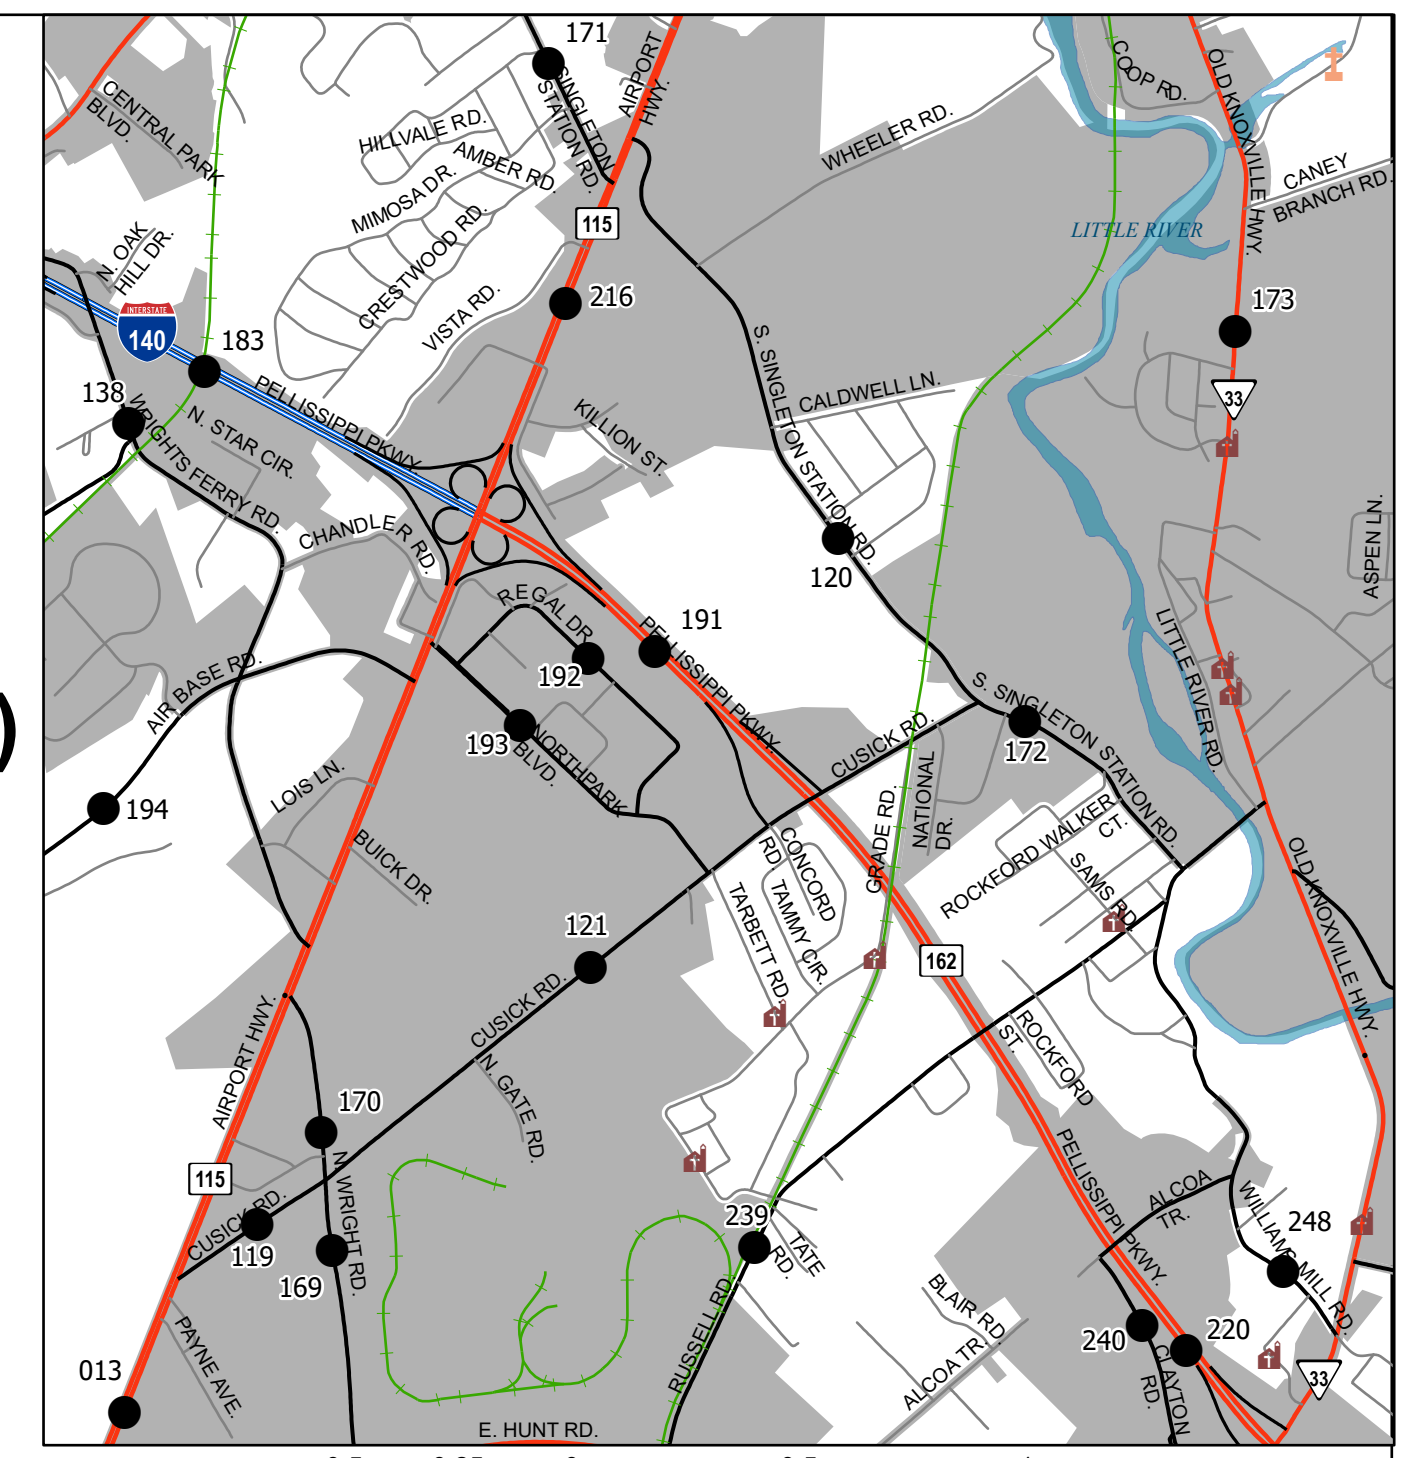 171
SINGLETON
STATION RD.
AIRPORT
HWY.
COOP RD.
OLD KNOXVILLE HWY.
CENTRAL PARK
BLVD.
HILLVALE RD.
AMBER RD.
WHEELER RD.
MIMOSA DR.
CANEY
BRANCH RD.
115
CRESTWOOD RD.
LITTLE RIVER
N. OAK
HILL DR.
VISTA RD.
216
173
INTERSTATE
140
183
138
PELLISSIPPI PKWY.
S. SINGLETON STATION RD.
CALDWELL LN.
33
WRIGHTS FERRY RD.
N. STAR CIR.
KILLION ST.
CHANDLER RD.
120
ASPEN LN.
REGAL DR.
191
PELLISSIPPI PKWY.
192
LITTLE RIVER RD.
AIR BASE RD.
S. SINGLETON STATION RD.
193
NORTHPARK
BLVD.
CUSICK RD.
172
)
194
LOIS LN.
NATIONAL
DR.
GRADE RD.
ROCKFORD WALKER
CT.
BUICK DR.
CONCORD
RD.
TAMMY CIR.
TARBETT RD.
SAMS RD.
OLD KNOXVILLE HWY.
121
162
CUSICK RD.
AIRPORT HWY.
ROCKFORD
ST.
N. GATE RD.
170
115
N. WRIGHT RD.
PELLISSIPPI PKWY.
ALCOA
TR.
WILLIAMS MILL RD.
CUSICK RD.
119
239
248
TATE
RD.
169
RUSSELL RD.
BLAIR RD.
ALCOA TR.
240
220
PAYNE AVE.
CLAYTON
RD.
013
33
E. HUNT RD.